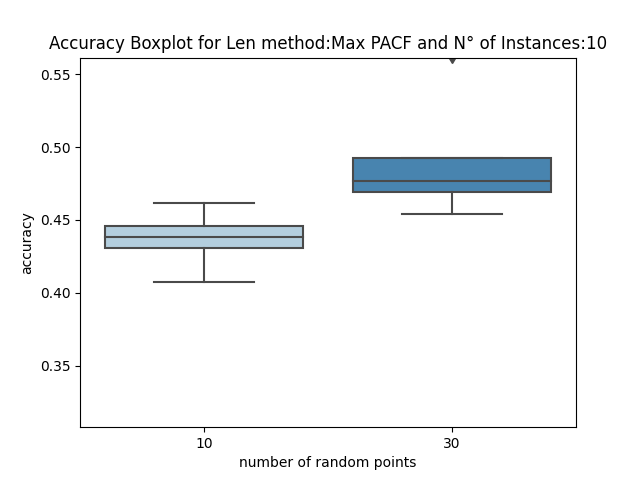 Accuracy Boxplot for Len method:Max PACF and N° of Instances:10
0.55
0.50
0.45
0.40
0.35
accuracy
10
30
number of random points